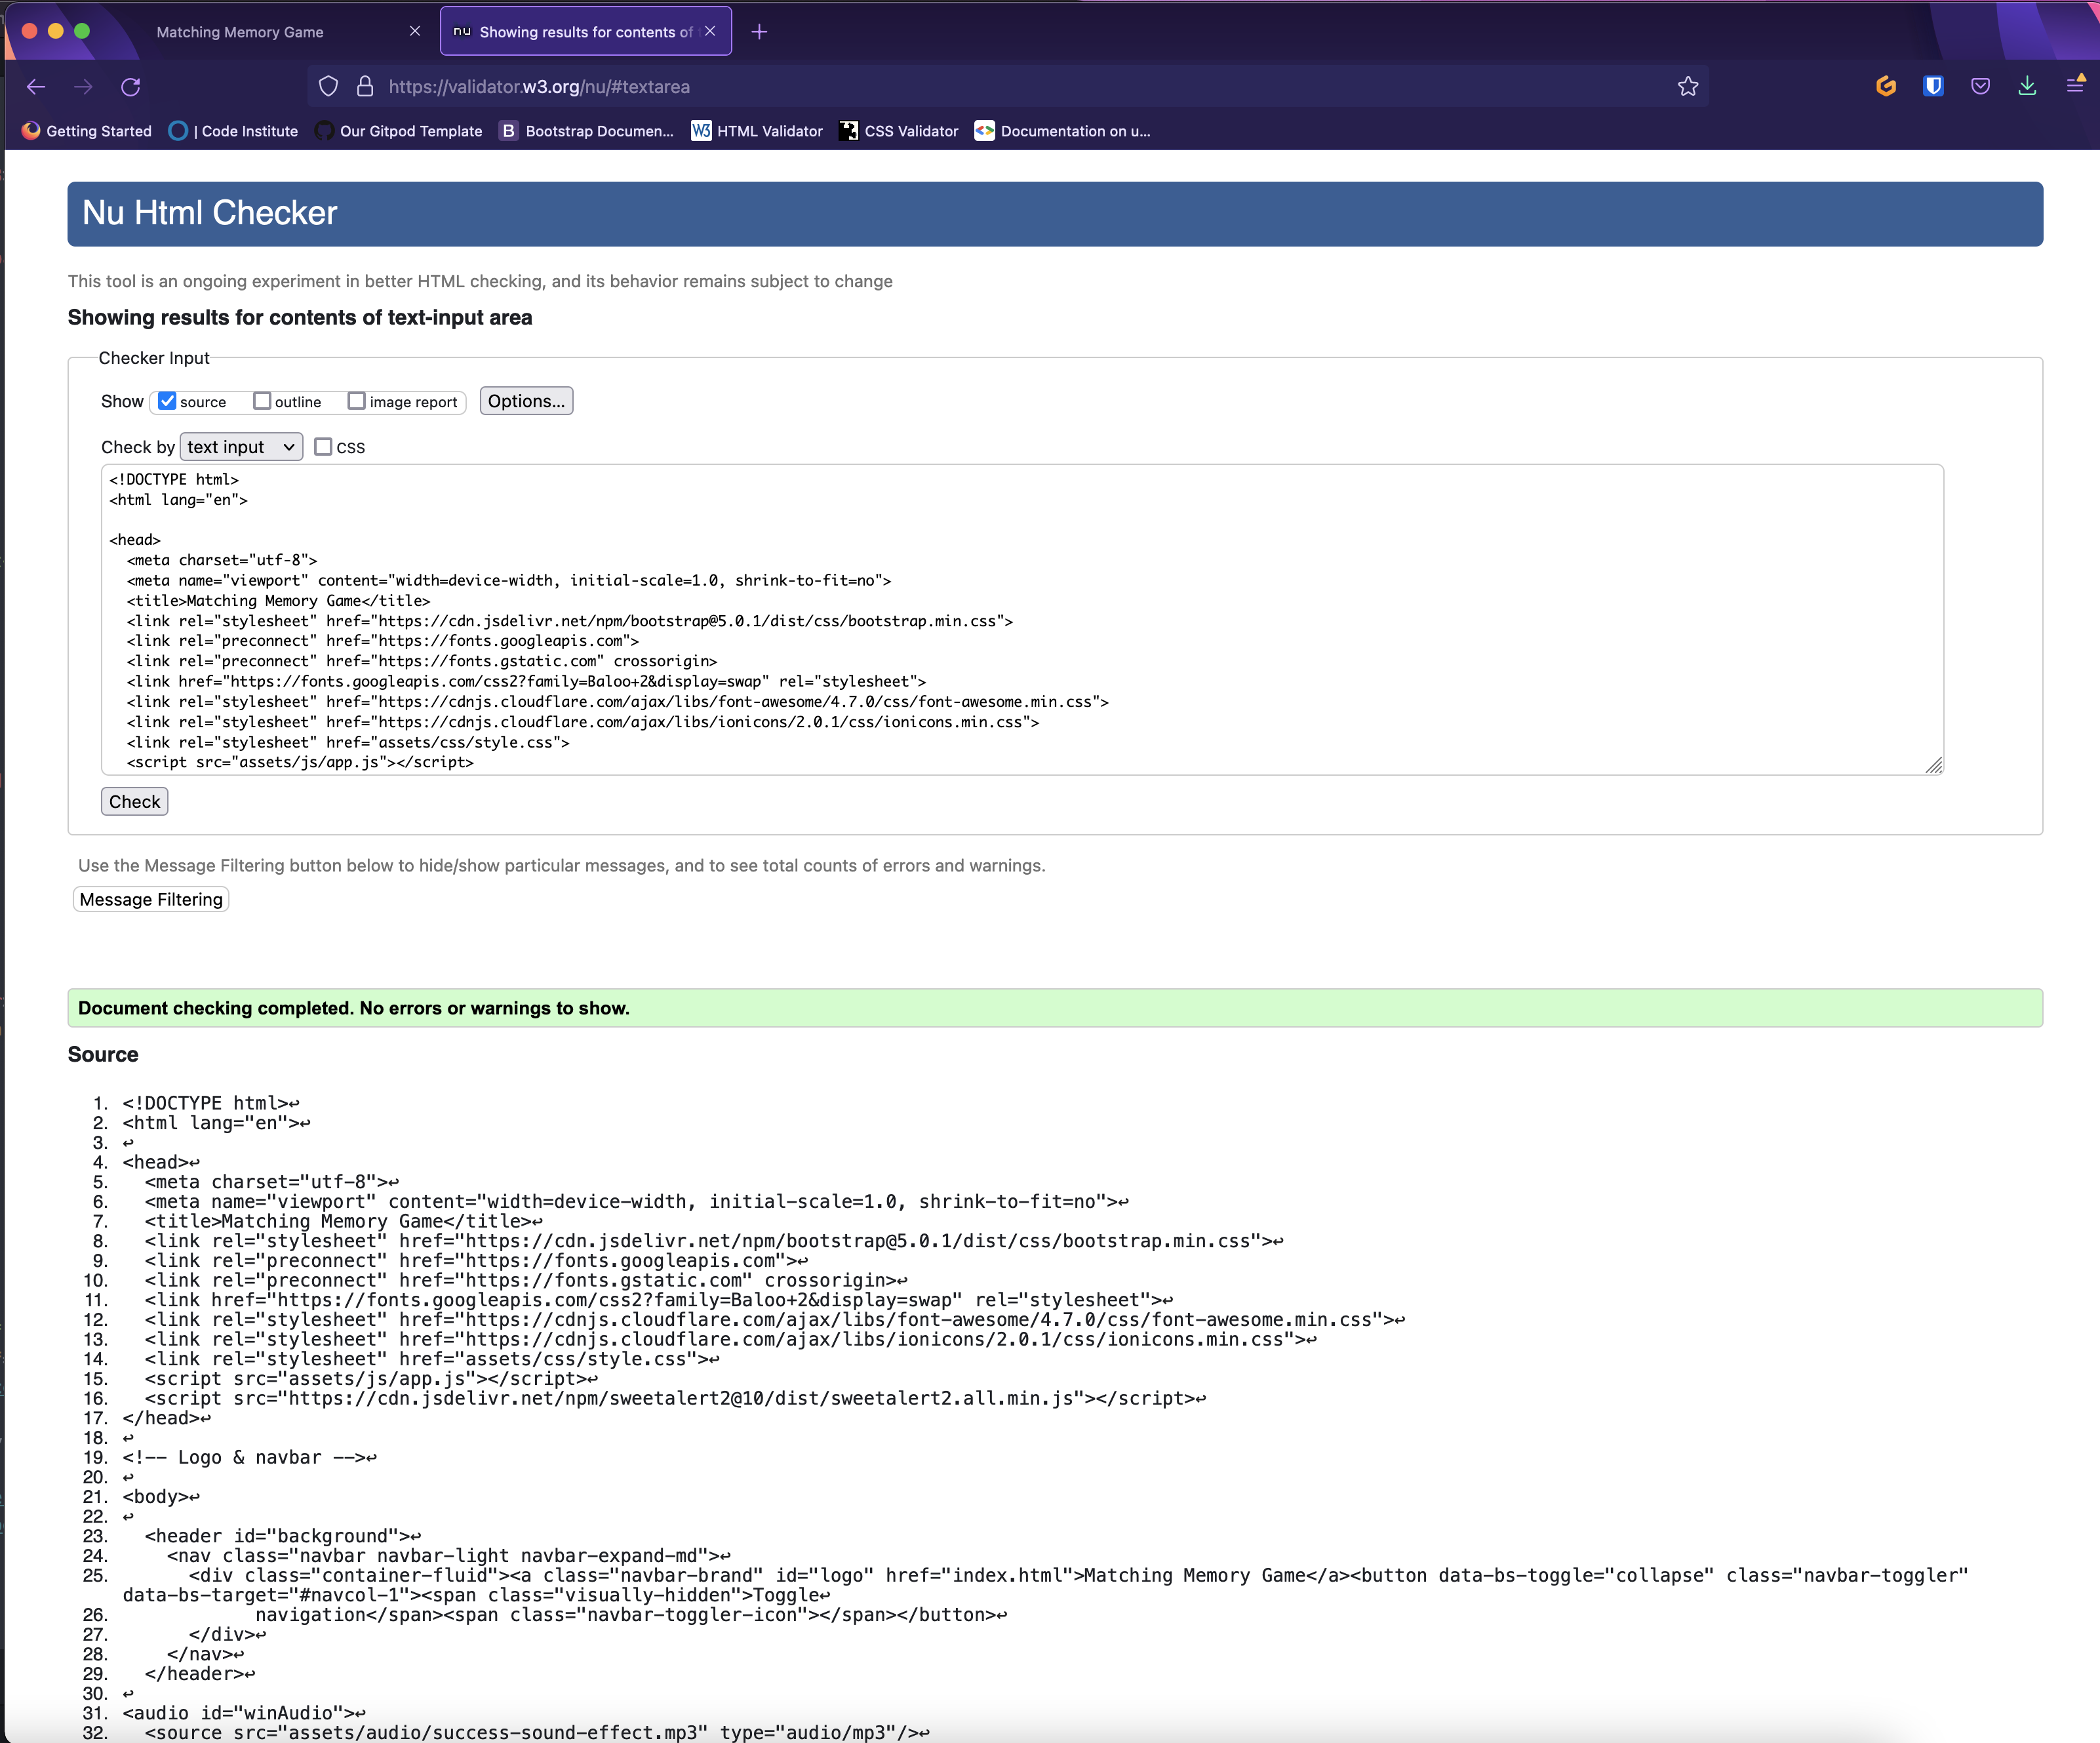 Matching Memory Game
nu Showing results for contents of
https://validator.w3.org/nu/#textarea
Getting Started | Code Institute Our Gitpod Template B Bootstrap Documen... W3 HTML Validator CSS Validator Documentation on u...
Nu Html Checker
This tool is an ongoing experiment in better HTML checking, and its behavior remains subject to change
Showing results for contents of text-input area
Checker Input
Show source outline image report Options...
Check by text input CSS
<!DOCTYPE html>
<html lang="en">
<head>
<meta charset="utf-8">
<meta name="viewport" content="width=device-width, initial-scale=1.0, shrink-to-fit=no">
<title>Matching Memory Game</title>
<link rel="stylesheet" href="https://cdn.jsdelivr.net/npm/bootstrap@5.0.1/dist/css/bootstrap.min.css">
<link rel="preconnect" href="https://fonts.googleapis.com">
<link rel="preconnect" href="https://fonts.gstatic.com" crossorigin>
<link href="https://fonts.googleapis.com/css2?family=Baloo+2&display=swap" rel="stylesheet">
<link rel="stylesheet" href="https://cdnjs.cloudflare.com/ajax/libs/font-awesome/4.7.0/css/font-awesome.min.css">
<link rel="stylesheet" href="https://cdnjs.cloudflare.com/ajax/libs/ionicons/2.0.1/css/ionicons.min.css">
<link rel="stylesheet" href="assets/css/style.css">
<script src="assets/js/app.js"></script>
Check
Use the Message Filtering button below to hide/show particular messages, and to see total counts of errors and warnings.
Message Filtering
Document checking completed. No errors or warnings to show.
Source
1. <!DOCTYPE html>↩
2. <html lang="en">↩
3. ↩
4. <head>↩
5. <meta charset="utf-8">↩
6. <meta name="viewport" content="width=device-width, initial-scale=1.0, shrink-to-fit=no">↩
7. <title>Matching Memory Game</title>↩
8. <link rel="stylesheet" href="https://cdn.jsdelivr.net/npm/bootstrap@5.0.1/dist/css/bootstrap.min.css">↩
9. <link rel="preconnect" href="https://fonts.googleapis.com">↩
10. <link rel="preconnect" href="https://fonts.gstatic.com" crossorigin>↩
11. <link href="https://fonts.googleapis.com/css2?family=Baloo+2&display=swap" rel="stylesheet">↩
12. <link rel="stylesheet" href="https://cdnjs.cloudflare.com/ajax/libs/font-awesome/4.7.0/css/font-awesome.min.css">↩
13. <link rel="stylesheet" href="https://cdnjs.cloudflare.com/ajax/libs/ionicons/2.0.1/css/ionicons.min.css">↩
14. <link rel="stylesheet" href="assets/css/style.css">↩
15. <script src="assets/js/app.js"></script>↩
16. <script src="https://cdn.jsdelivr.net/npm/sweetalert2@10/dist/sweetalert2.all.min.js"></script>↩
17. </head>↩
18. ↩
19. <!-- Logo & navbar -->↩
20. ↩
21. <body>↩
22. ↩
23. <header id="background">↩
24. <nav class="navbar navbar-light navbar-expand-md">↩
25. <div class="container-fluid"><a class="navbar-brand" id="logo" href="index.html">Matching Memory Game</a><button data-bs-toggle="collapse" class="navbar-toggler"
data-bs-target="#navcol-1"><span class="visually-hidden">Toggle↩
26. navigation</span><span class="navbar-toggler-icon"></span></button>↩
27. </div>↩
28. </nav>↩
29. </header>↩
30. ↩
31. <audio id="winAudio">↩
32. <source src="assets/audio/success-sound-effect.mp3" type="audio/mp3"/>↩